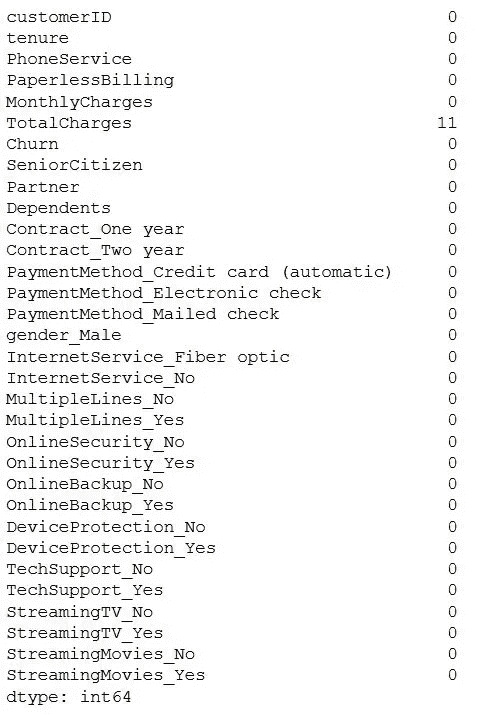 customerID 0
tenure 0
PhoneService 0
PaperlessBilling 0
MonthlyCharges 0
TotalCharges 11
Churn 0
SeniorCitizen 0
Partner 0
Dependents 0
Contract_One year 0
Contract_Two year 0
PaymentMethod_Credit card (automatic) 0
PaymentMethod_Electronic check 0
PaymentMethod_Mailed check 0
gender_Male 0
InternetService_Fiber optic 0
InternetService_No 0
MultipleLines_No 0
MultipleLines_Yes 0
OnlineSecurity_No 0
OnlineSecurity_Yes 0
OnlineBackup_No 0
OnlineBackup_Yes 0
DeviceProtection_No 0
DeviceProtection_Yes 0
TechSupport_No 0
TechSupport_Yes 0
StreamingTV_No 0
StreamingTV_Yes 0
StreamingMovies_No 0
StreamingMovies_Yes 0
dtype: int64